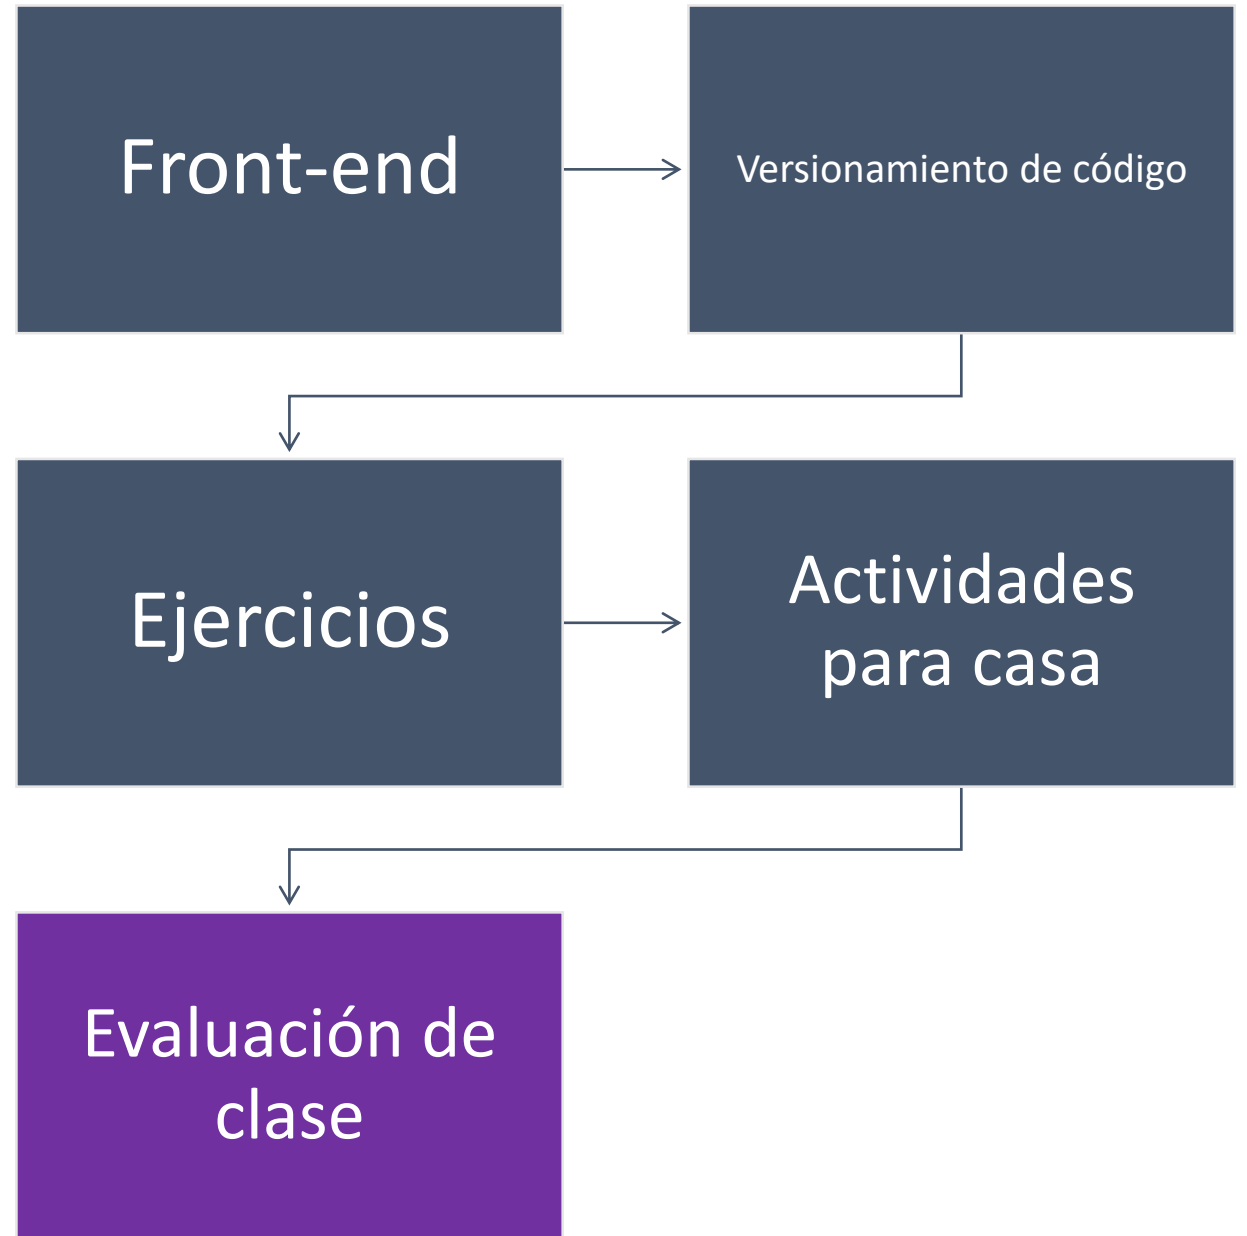 Front-end
Versionamiento de código
Ejercicios
Actividades
para casa
Evaluación de
clase